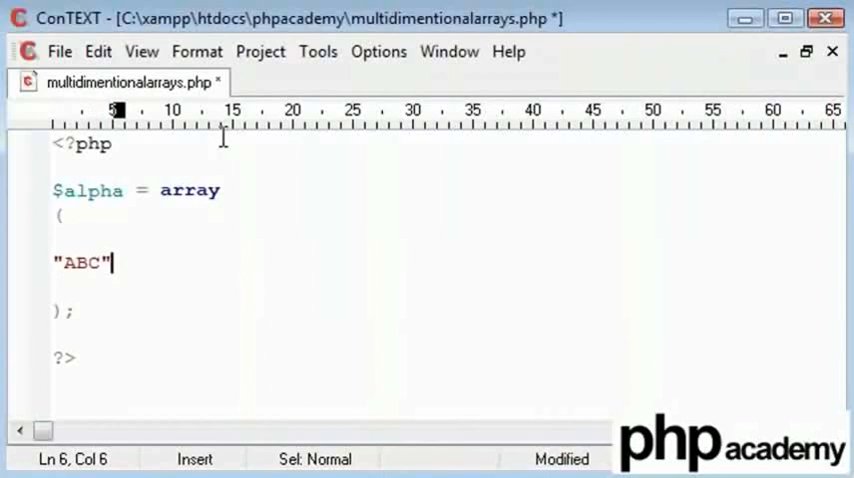 ConTEXT - [C:\xampp\htdocs\phpacademy\multidimentionalarrays.php *]
File Edit View Format Project Tools Options Window Help
multidimentionalarrays.php *
5 10 15 20 25 30 35 40 45 50 55 60 65
<?php
$alpha = array
(
"ABC"
);
?>
Ln 6, Col 6 Insert Sel: Normal Modified
php academy